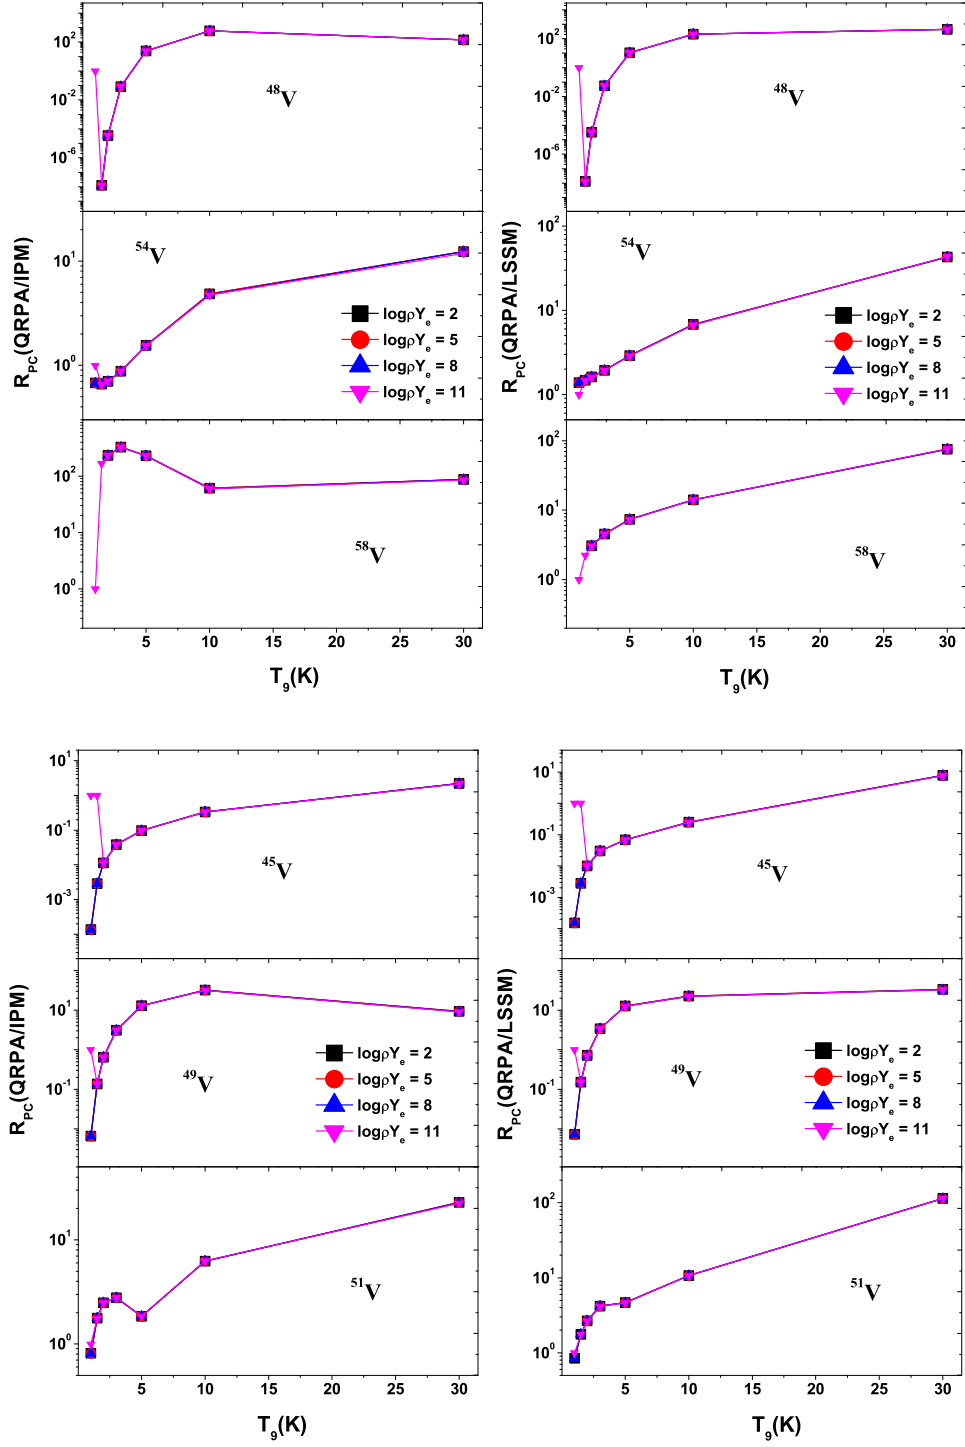 10^2
10^-2
10^-6
48V
10^1
10^0
54V
logρY_e = 2
logρY_e = 5
logρY_e = 8
logρY_e = 11
R_PC(QRPA/IPM)
10^2
10^1
10^0
58V
5 10 15 20 25 30
T_9(K)
10^2
10^-2
10^-6
48V
10^2
10^1
10^0
54V
logρY_e = 2
logρY_e = 5
logρY_e = 8
logρY_e = 11
R_PC(QRPA/LSSM)
10^2
10^1
10^0
58V
5 10 15 20 25 30
T_9(K)
10^1
10^-1
10^-4
45V
10^1
10^-1
49V
logρY_e = 2
logρY_e = 5
logρY_e = 8
logρY_e = 11
R_PC(QRPA/IPM)
10^1
10^0
51V
5 10 15 20 25 30
T_9(K)
10^1
10^-1
10^-3
45V
10^1
10^-1
49V
logρY_e = 2
logρY_e = 5
logρY_e = 8
logρY_e = 11
R_PC(QRPA/LSSM)
10^2
10^1
10^0
51V
5 10 15 20 25 30
T_9(K)